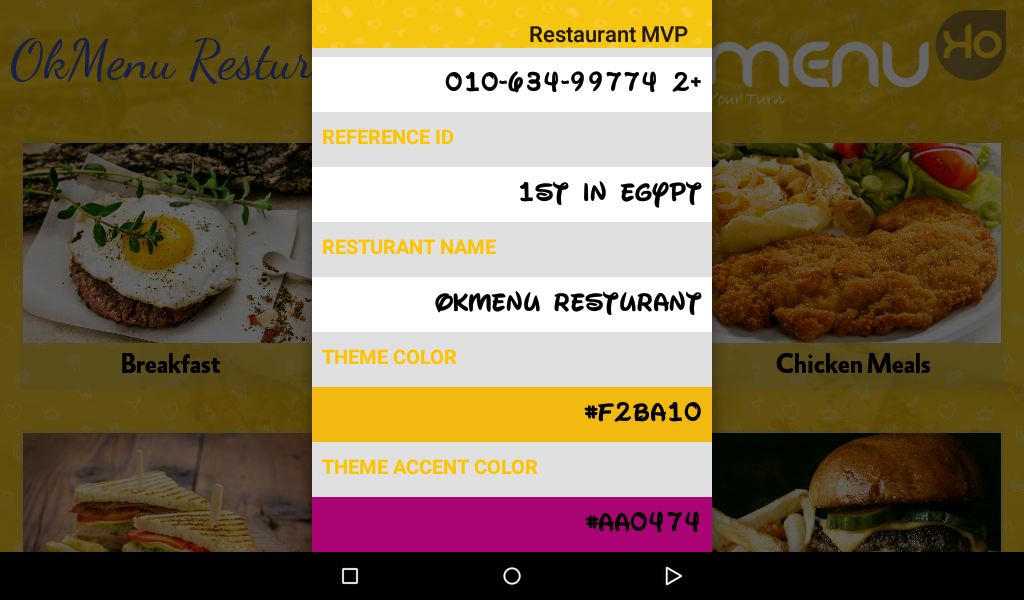 Restaurant MVP
OkMenu Restur
MENU
OK
Your Turn
010-634-99774 2+
REFERENCE ID
1ST IN EGYPT
RESTURANT NAME
OKMENU RESTURANT
THEME COLOR
Breakfast
Chicken Meals
#F2BA10
THEME ACCENT COLOR
#AA0474